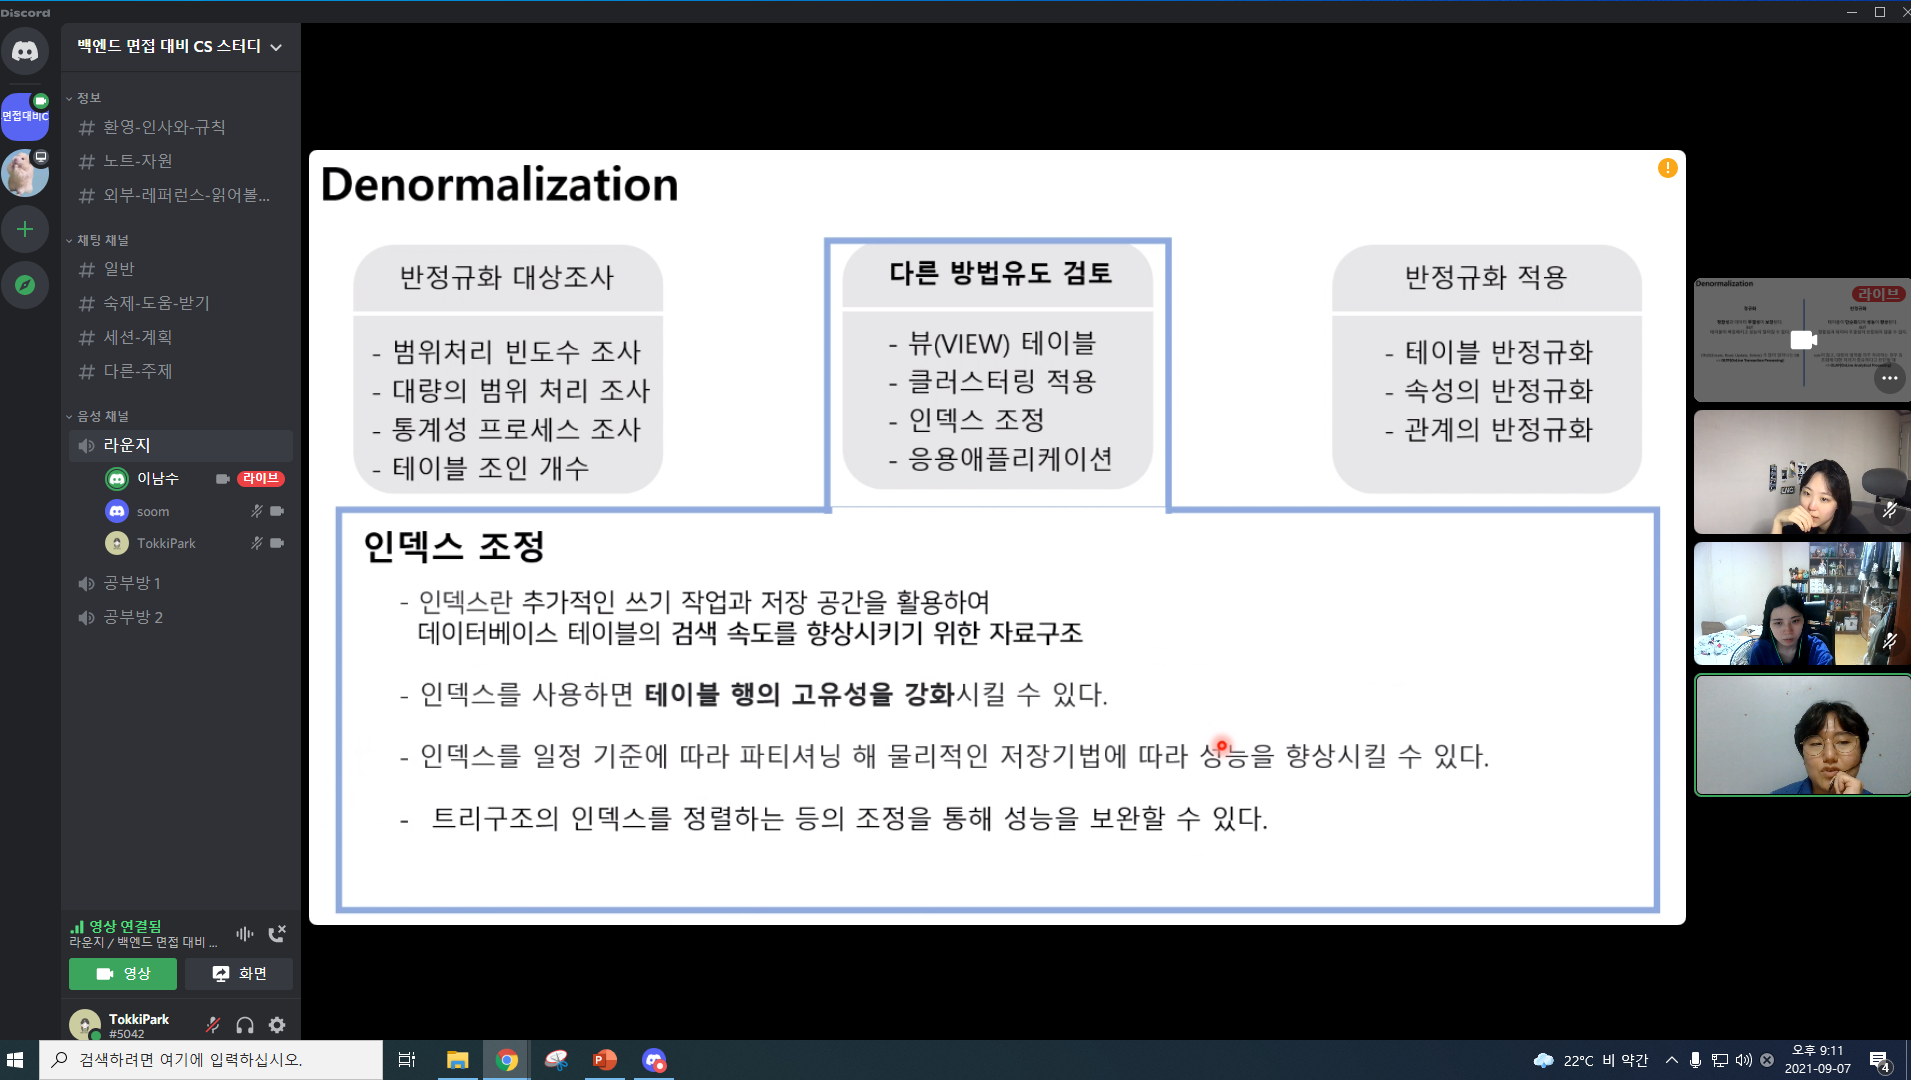 Discord
백엔드 면접 대비 CS 스터디
면접대비C
정보
환영-인사와-규칙
노트-자원
외부-레퍼런스-읽어볼...
채팅 채널
일반
숙제-도움-받기
세션-계획
다른-주제
음성 채널
라운지
이남수
라이브
soom
TokkiPark
공부방 1
공부방 2
영상 연결됨
라운지 / 백엔드 면접 대비 ...
영상
화면
TokkiPark
#5042
Denormalization
반정규화 대상조사
- 범위처리 빈도수 조사
- 대량의 범위 처리 조사
- 통계성 프로세스 조사
- 테이블 조인 개수
다른 방법유도 검토
- 뷰(VIEW) 테이블
- 클러스터링 적용
- 인덱스 조정
- 응용애플리케이션
반정규화 적용
- 테이블 반정규화
- 속성의 반정규화
- 관계의 반정규화
인덱스 조정
- 인덱스란 추가적인 쓰기 작업과 저장 공간을 활용하여
데이터베이스 테이블의 검색 속도를 향상시키기 위한 자료구조
- 인덱스를 사용하면 테이블 행의 고유성을 강화시킬 수 있다.
- 인덱스를 일정 기준에 따라 파티셔닝 해 물리적인 저장기법에 따라 성능을 향상시킬 수 있다.
- 트리구조의 인덱스를 정렬하는 등의 조정을 통해 성능을 보완할 수 있다.
Denormalization
라이브
정규화
반정규화
검색하려면 여기에 입력하십시오.
22°C 비 약간
오후 9:11
2021-09-07
4